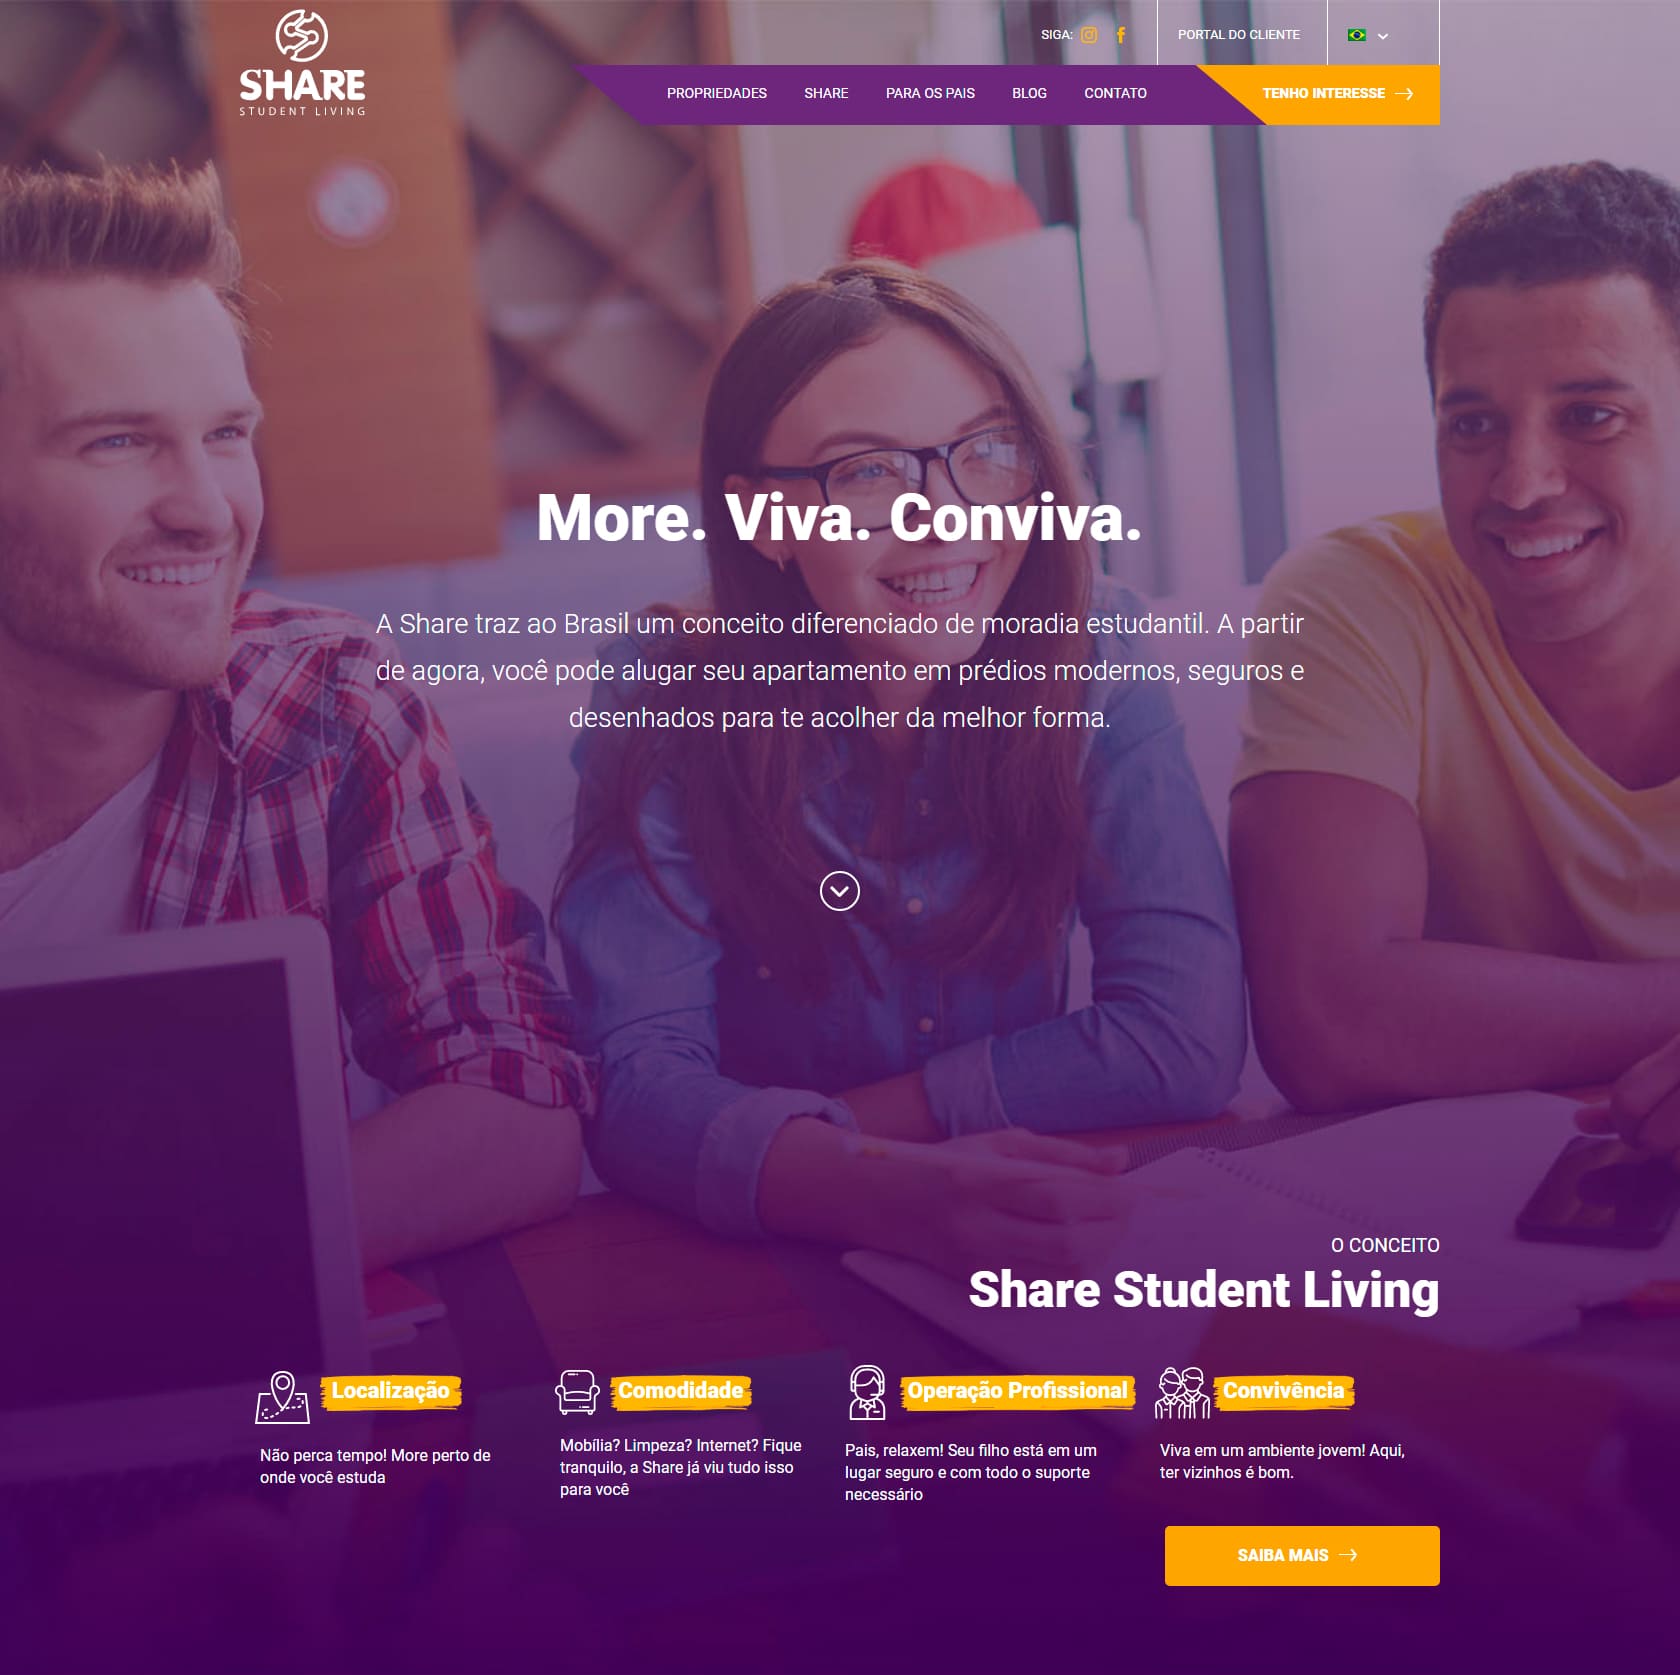 SHARE
STUDENT LIVING
SIGA:
PORTAL DO CLIENTE
PROPRIEDADES
SHARE
PARA OS PAIS
BLOG
CONTATO
TENHO INTERESSE
More. Viva. Conviva.
A Share traz ao Brasil um conceito diferenciado de moradia estudantil. A partir
de agora, você pode alugar seu apartamento em prédios modernos, seguros e
desenhados para te acolher da melhor forma.
O CONCEITO
Share Student Living
Localização
Não perca tempo! More perto de
onde você estuda
Comodidade
Mobília? Limpeza? Internet? Fique
tranquilo, a Share já viu tudo isso
para você
Operação Profissional
Pais, relaxem! Seu filho está em um
lugar seguro e com todo o suporte
necessário
Convivência
Viva em um ambiente jovem! Aqui,
ter vizinhos é bom.
SAIBA MAIS